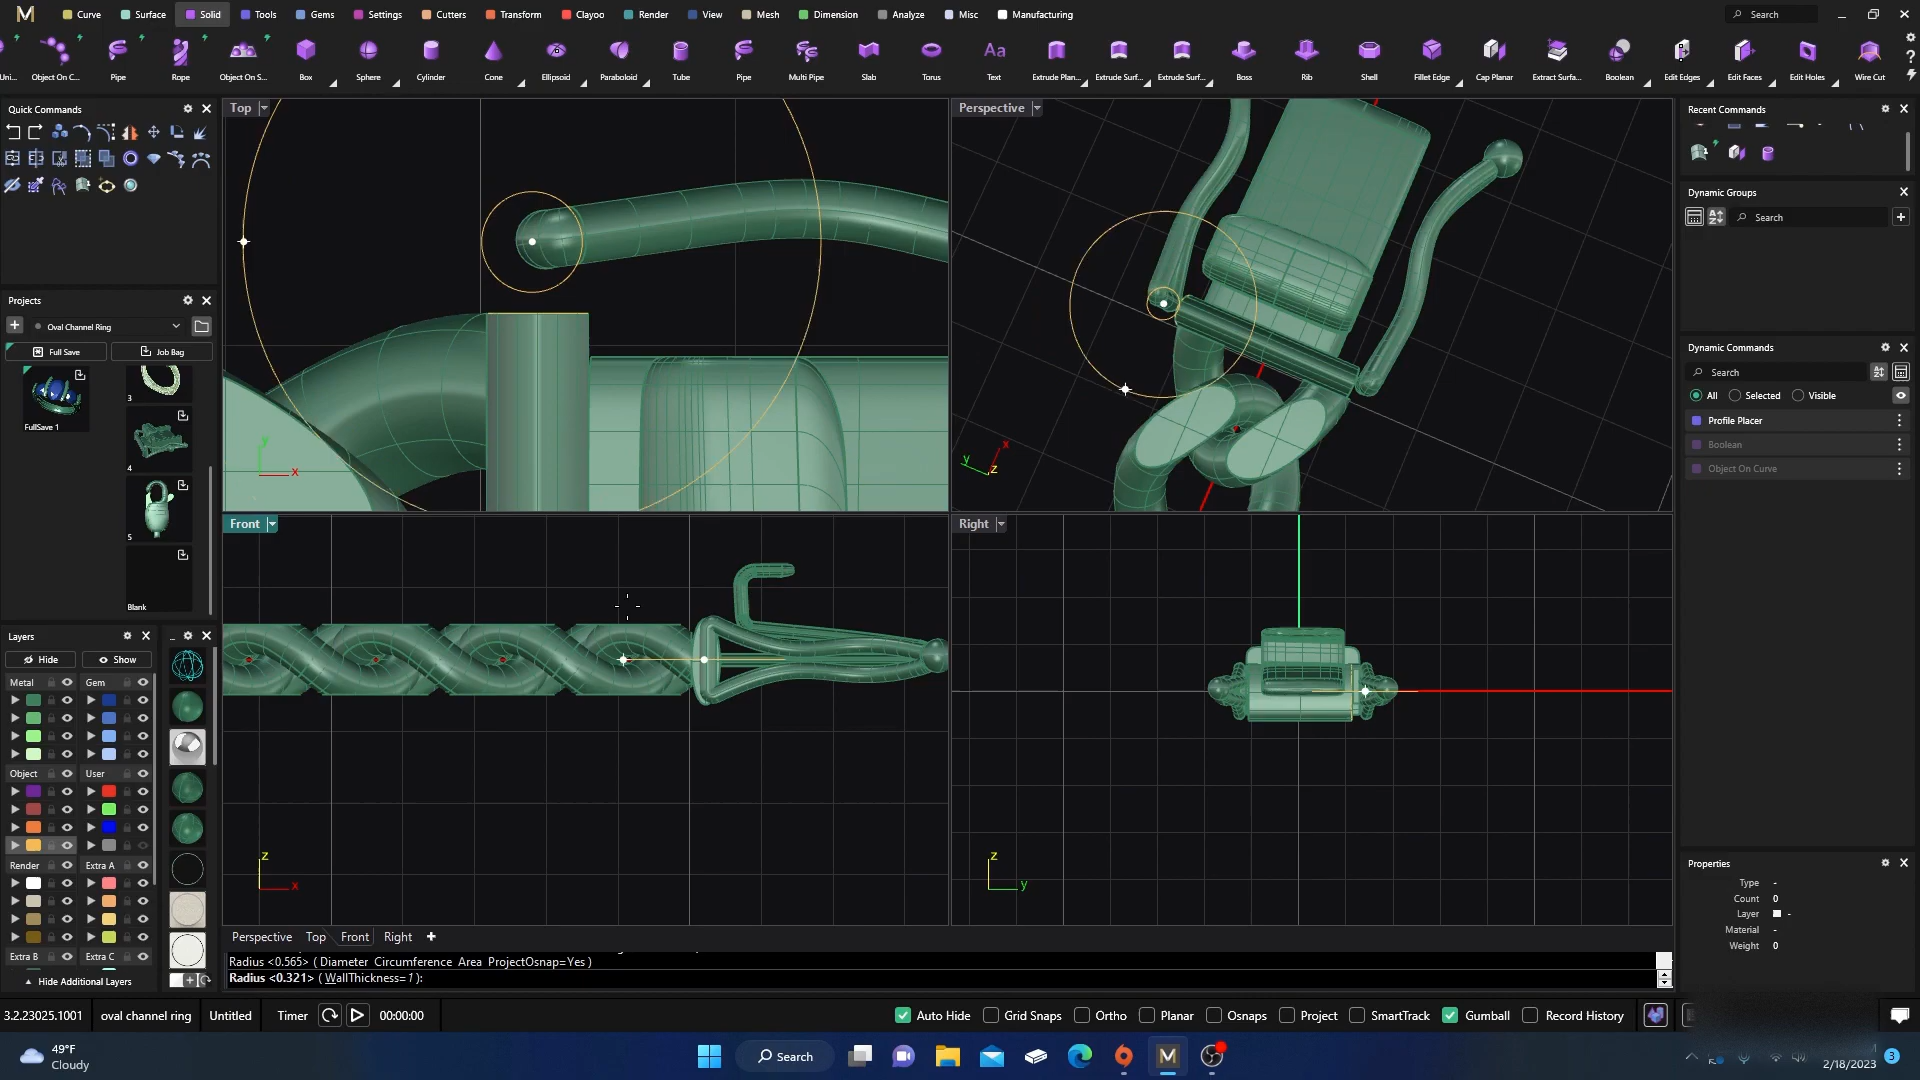 Curve Surface Solid Tools Gems Settings Cutters Transform Clayoo Render View Mesh Dimension Analyze Misc Manufacturing Search
Uni... Object On C... Pipe Rope Object On S... Box Sphere Cylinder Cone Ellipsoid Paraboloid Tube Pipe Multi Pipe Slab Torus Text Extrude Plan... Extrude Surf... Extrude Surf... Boss Rib Shell Fillet Edge Cap Planar Extract Surfa... Boolean Edit Edges Edit Faces Edit Holes Wire Cut
Aa
Quick Commands
Projects
Oval Channel Ring
Full Save Job Bag
FullSave 1
3
4
5
Blank
Layers
Hide Show
Metal Gem
Object User
Render Extra A
Extra B Extra C
Hide Additional Layers
Top
y
x
Perspective
x
y
z
Front
z
x
Right
z
y
Recent Commands
Dynamic Groups
Search
Dynamic Commands
Search
All Selected Visible
Profile Placer
Boolean
Object On Curve
Properties
Type -
Count 0
Layer -
Material -
Weight 0
Perspective Top Front Right
Radius <0.565> ( Diameter Circumference Area ProjectOsnap=Yes )
Radius <0.321> ( WallThickness=1 ):
3.2.23025.1001 oval channel ring Untitled Timer 00:00:00 Auto Hide Grid Snaps Ortho Planar Osnaps Project SmartTrack Gumball Record History
49°F
Cloudy
Search
2/18/2023 3